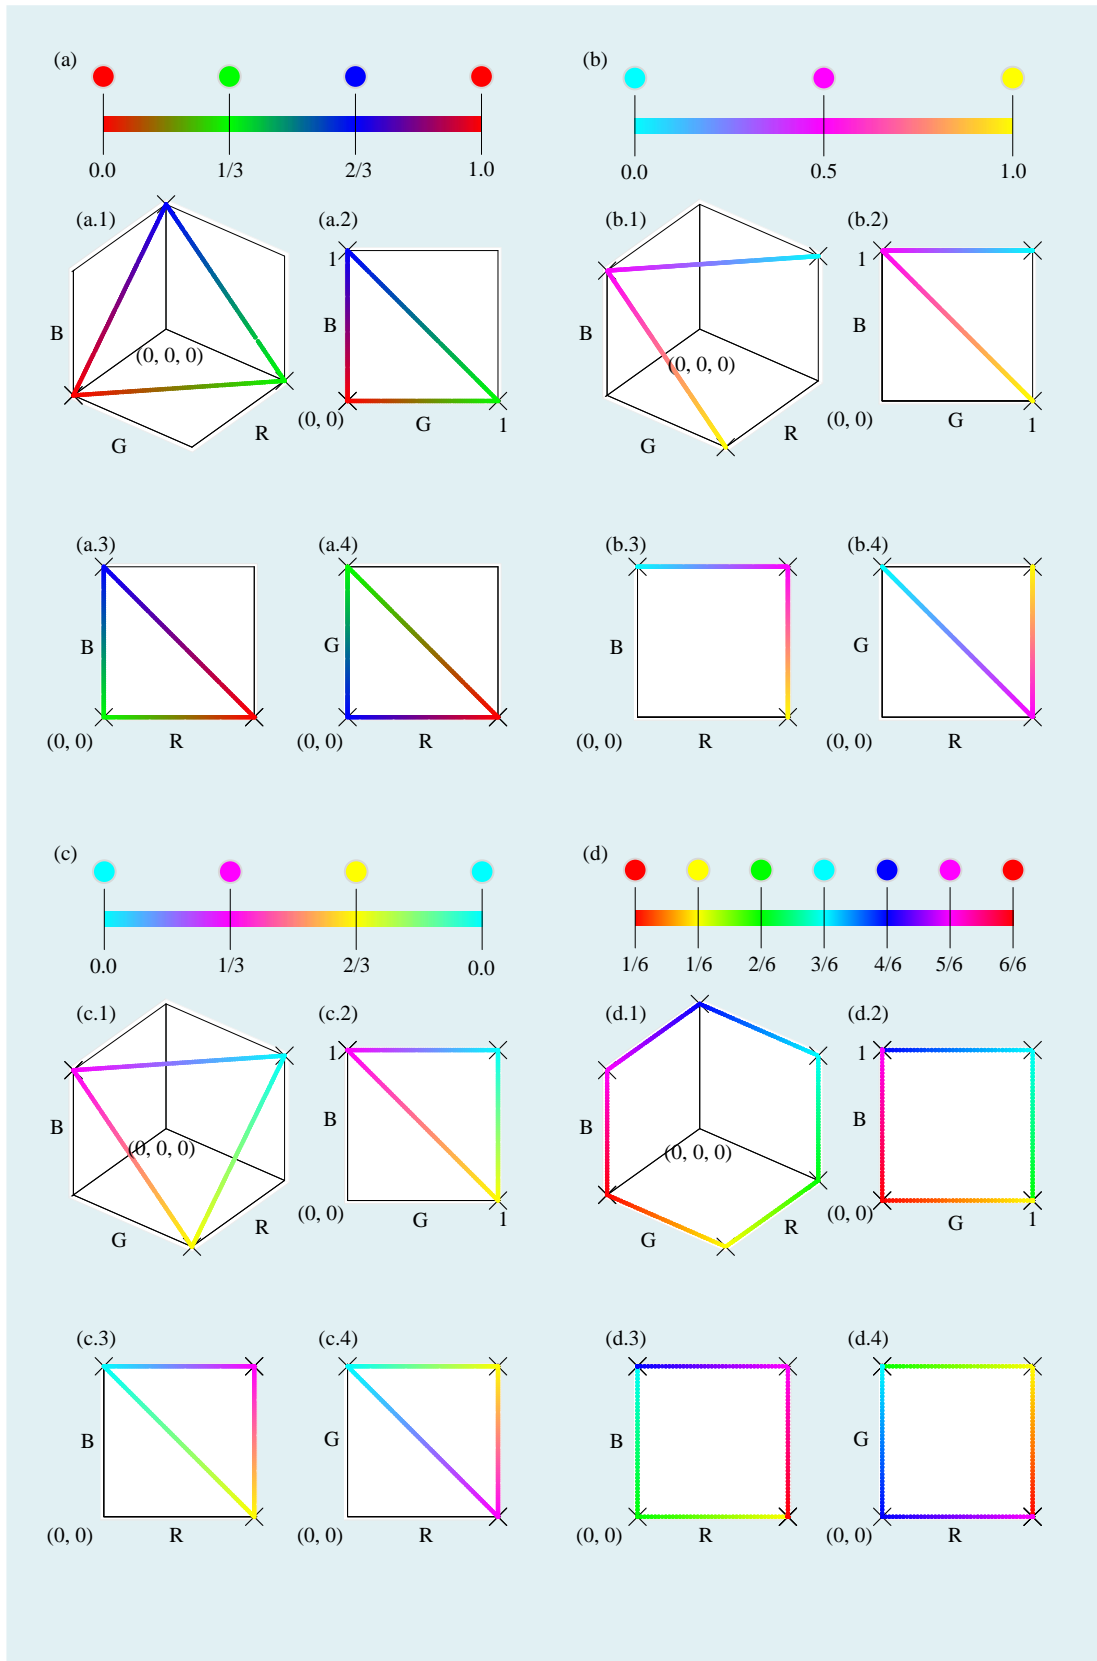 (a)
0.0 1/3 2/3 1.0
(a.1)
B
(0, 0, 0)
G
R
(a.2)
1
B
(0, 0)
G
1
(b)
0.0 0.5 1.0
(b.1)
B
(0, 0, 0)
G
R
(b.2)
1
B
(0, 0)
G
1
(a.3)
B
(0, 0)
R
(a.4)
G
(0, 0)
R
(b.3)
B
(0, 0)
R
(b.4)
G
(0, 0)
R
(c)
0.0 1/3 2/3 0.0
(c.1)
B
(0, 0, 0)
G
R
(c.2)
1
B
(0, 0)
G
1
(d)
1/6 1/6 2/6 3/6 4/6 5/6 6/6
(d.1)
B
(0, 0, 0)
G
R
(d.2)
1
B
(0, 0)
G
1
(c.3)
B
(0, 0)
R
(c.4)
G
(0, 0)
R
(d.3)
B
(0, 0)
R
(d.4)
G
(0, 0)
R